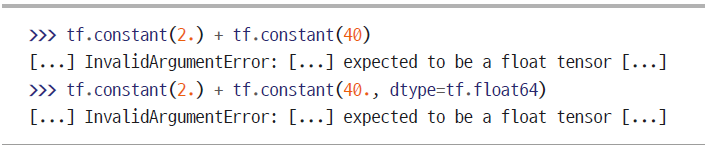 >>> tf.constant(2.) + tf.constant(40)
[...] InvalidArgumentError: [...] expected to be a float tensor [...]
>>> tf.constant(2.) + tf.constant(40., dtype=tf.float64)
[...] InvalidArgumentError: [...] expected to be a float tensor [...]